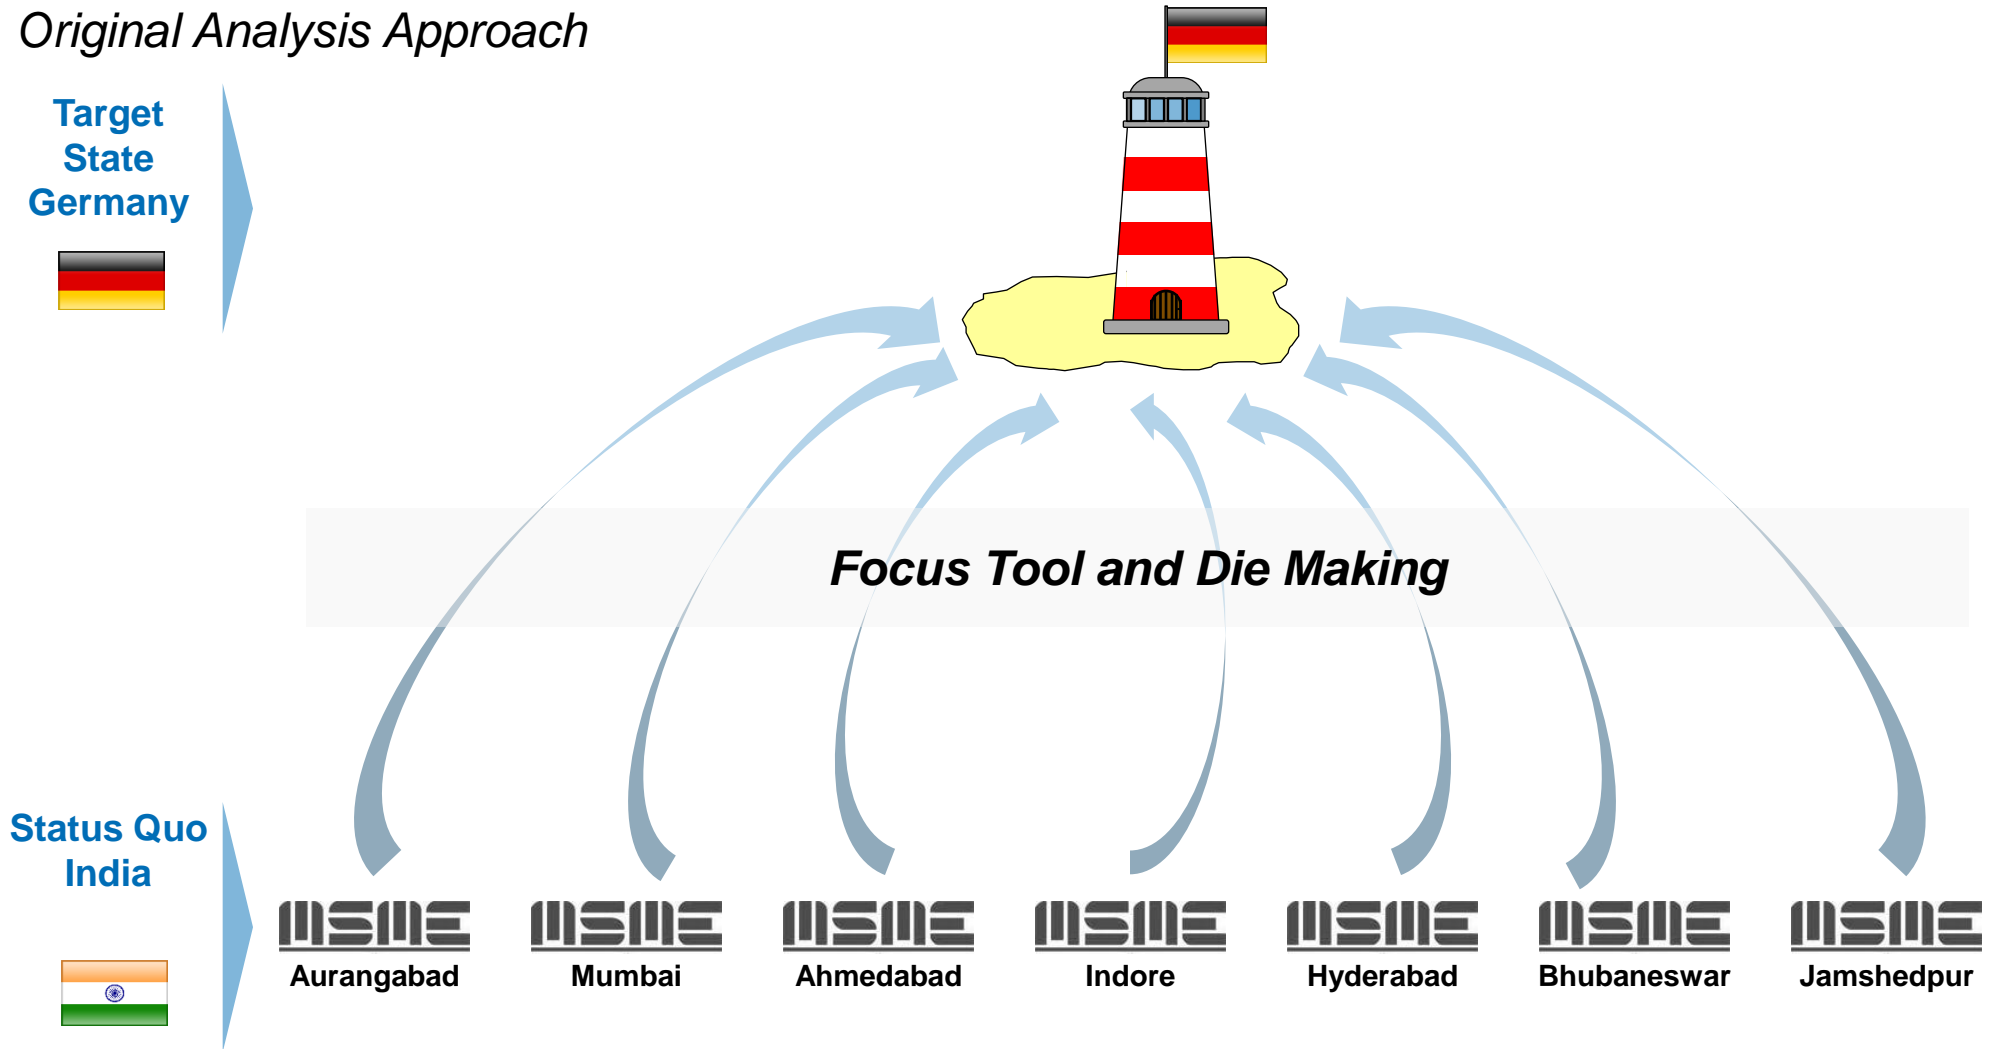 Original Analysis Approach
Target
State
Germany
Focus Tool and Die Making
Status Quo
India
MSME MSME MSME MSME MSME MSME MSME
Aurangabad Mumbai Ahmedabad Indore Hyderabad Bhubaneswar Jamshedpur